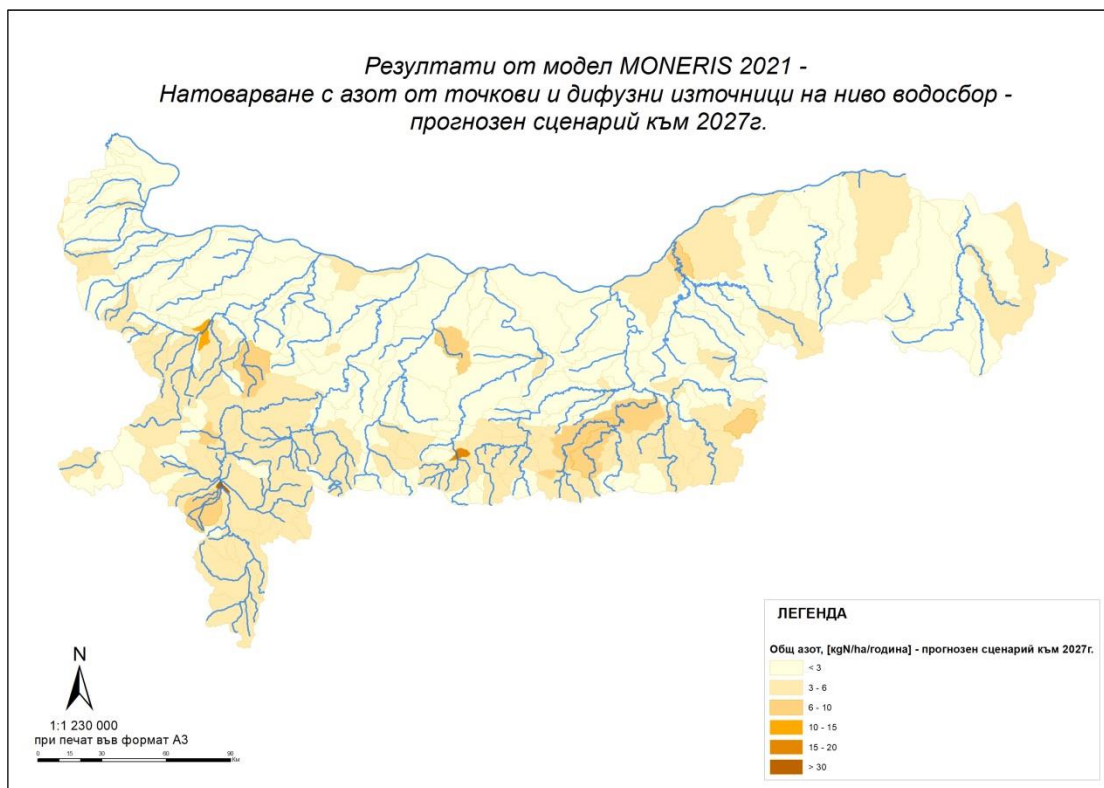 Резултати от модел MONERIS 2021 -
Натоварване с азот от точкови и дифузни източници на ниво водосбор -
прогнозен сценарий към 2027г.
N
1:1 230 000
при печат във формат А3
0 15 30 60 90
Км
ЛЕГЕНДА
Общ азот, [кgN/ha/година] - прогнозен сценарий към 2027г.
< 3
3 - 6
6 - 10
10 - 15
15 - 20
> 30